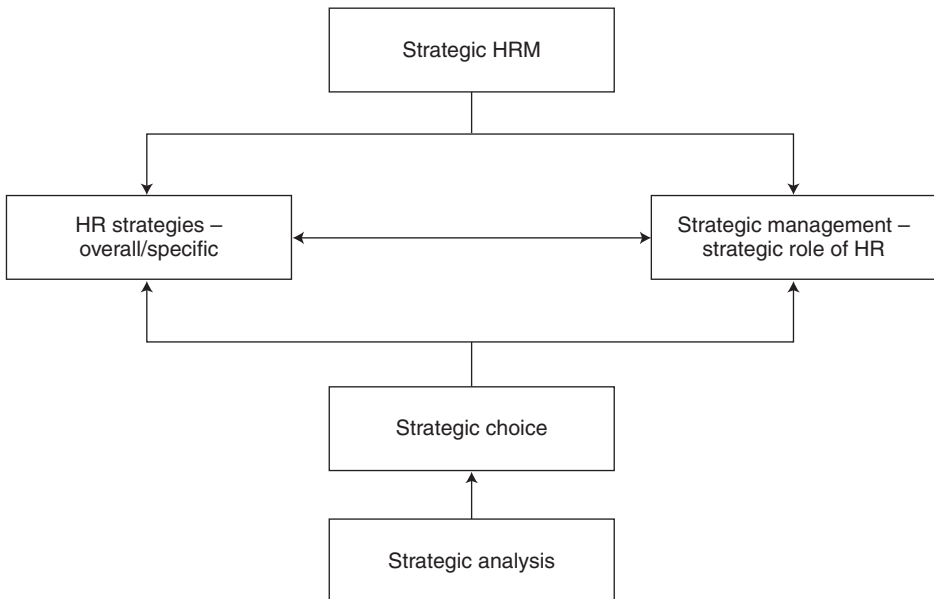 Strategic HRM
HR strategies –
overall/specific
Strategic management –
strategic role of HR
Strategic choice
Strategic analysis